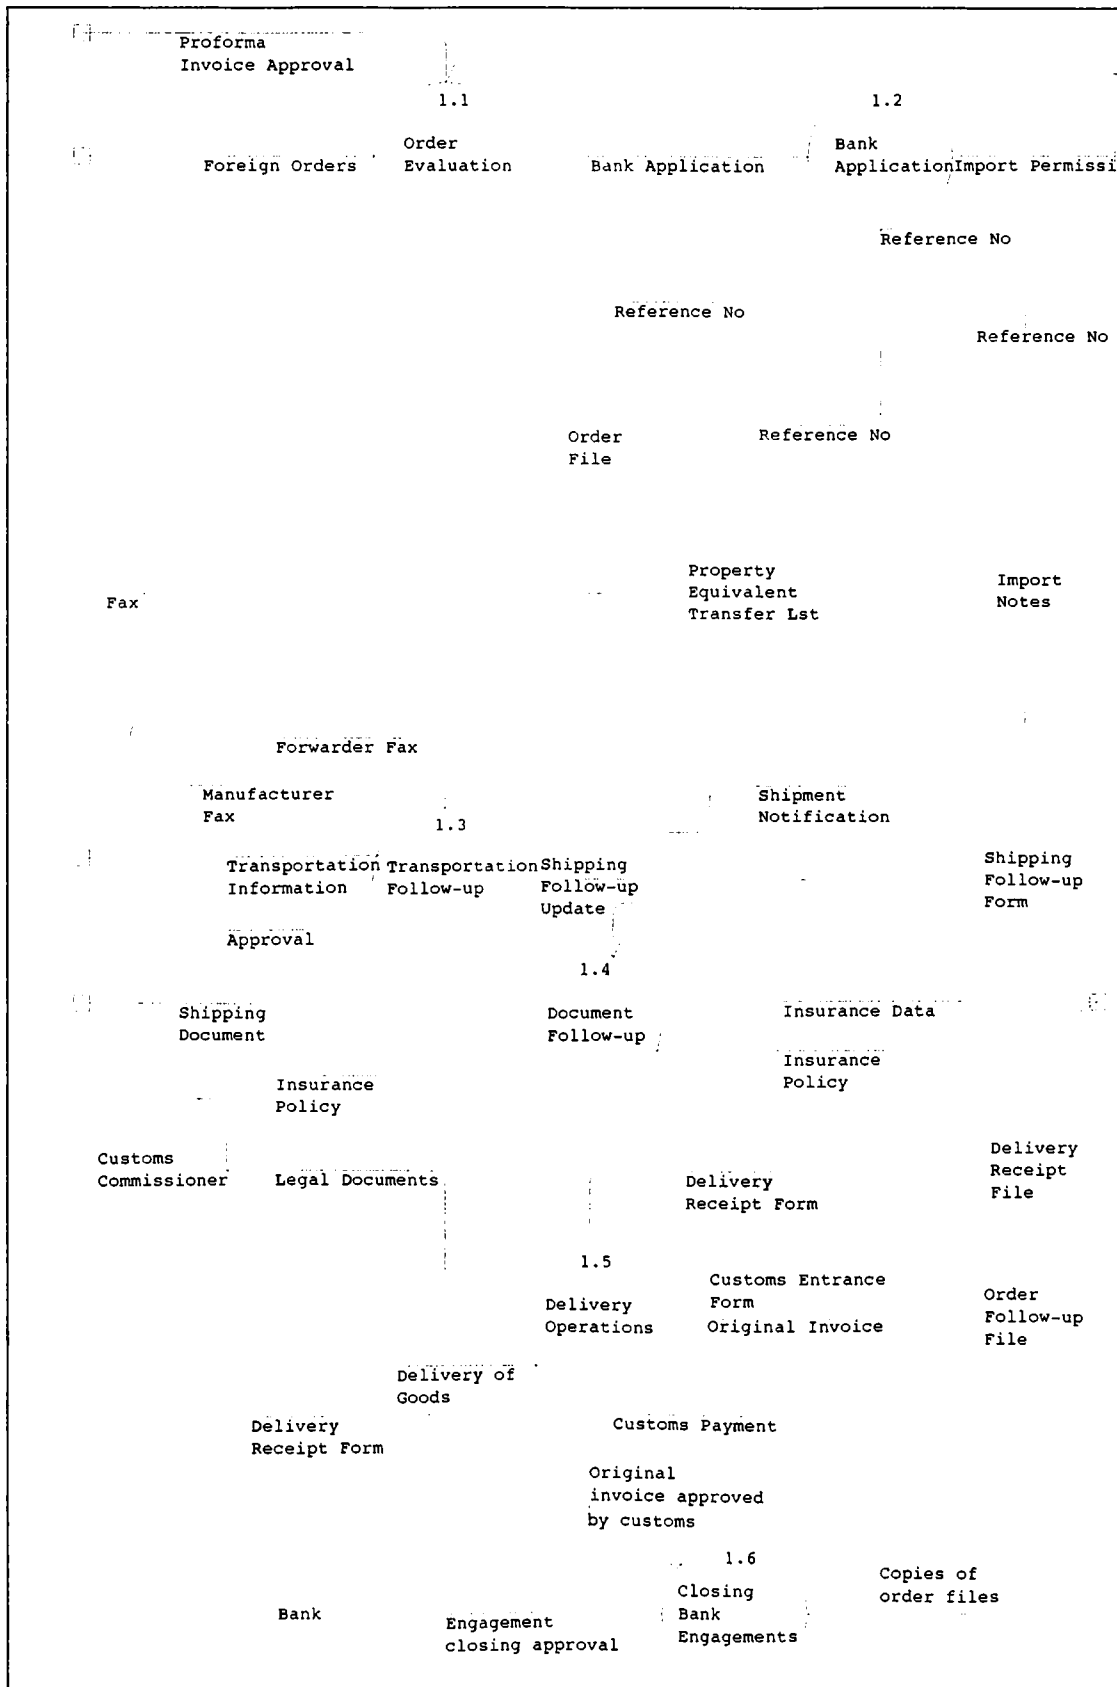 Proforma
Invoice Approval
1.1
1.2
Order
Evaluation
Bank
Application
Foreign Orders
Bank Application
Import Permissi
Reference No
Reference No
Reference No
Order
File
Reference No
Property
Equivalent
Transfer Lst
Import
Notes
Fax
Forwarder Fax
Manufacturer
Fax
1.3
Shipment
Notification
Transportation
Information
Transportation
Follow-up
Shipping
Follow-up
Update
Shipping
Follow-up
Form
Approval
1.4
Shipping
Document
Document
Follow-up
Insurance Data
Insurance
Policy
Insurance
Policy
Customs
Commissioner
Legal Documents
Delivery
Receipt Form
Delivery
Receipt
File
1.5
Delivery
Operations
Customs Entrance
Form
Original Invoice
Order
Follow-up
File
Delivery of
Goods
Delivery
Receipt Form
Customs Payment
Original
invoice approved
by customs
1.6
Copies of
order files
Bank
Engagement
closing approval
Closing
Bank
Engagements